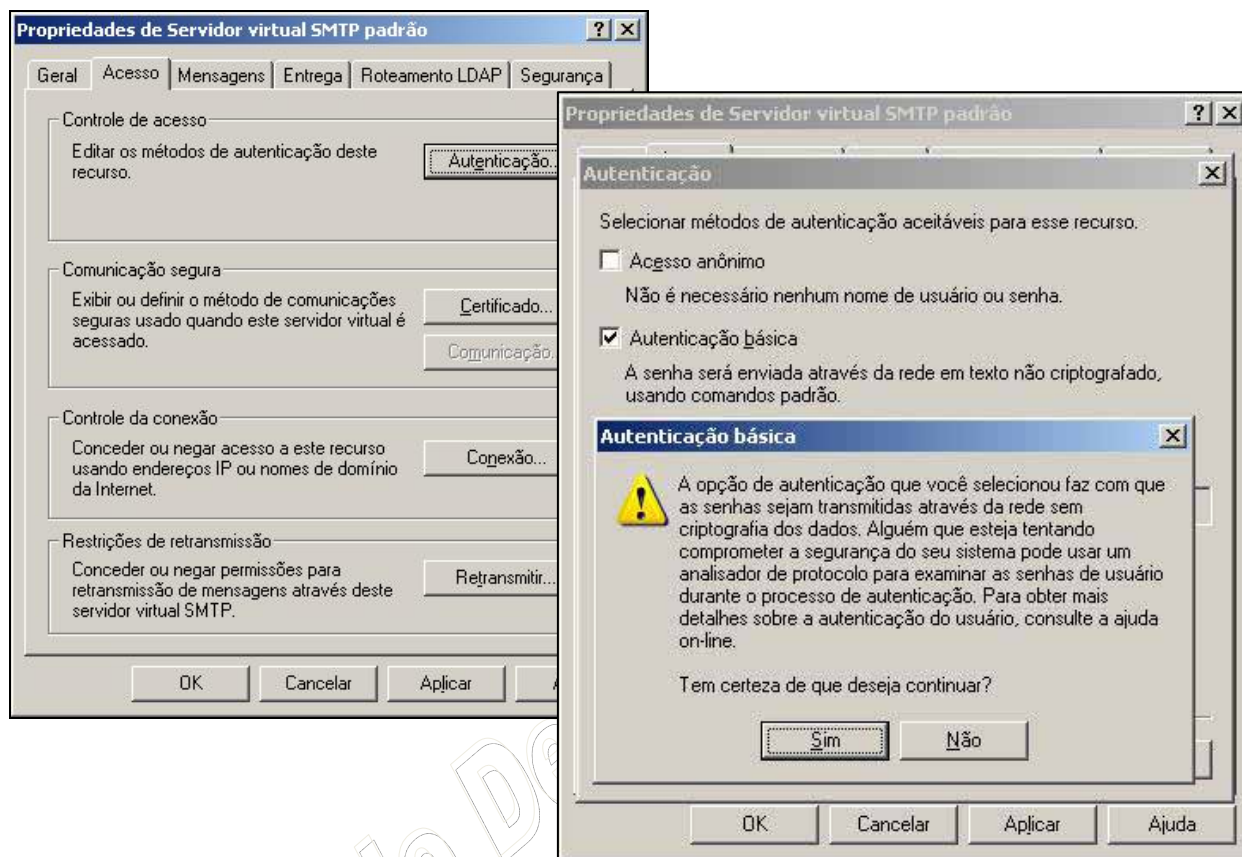 Propriedades de Servidor virtual SMTP padrão
Geral Acesso Mensagens Entrega Roteamento LDAP Segurança
Controle de acesso
Editar os métodos de autenticação deste
recurso.
Autenticação..
Comunicação segura
Exibir ou definir o método de comunicações
seguras usado quando este servidor virtual é
acessado.
Certificado...
Comunicação.
Controle da conexão
Conceder ou negar acesso a este recurso
usando endereços IP ou nomes de domínio
da Internet.
Conexão...
Restrições de retransmissão
Conceder ou negar permissões para
retransmissão de mensagens através deste
servidor virtual SMTP.
Retransmitir...
OK Cancelar Aplicar
Propriedades de Servidor virtual SMTP padrão
Autenticação
Selecionar métodos de autenticação aceitáveis para esse recurso.
Acesso anônimo
Não é necessário nenhum nome de usuário ou senha.
Autenticação básica
A senha será enviada através da rede em texto não criptografado,
usando comandos padrão.
Autenticação básica
A opção de autenticação que você selecionou faz com que
as senhas sejam transmitidas através da rede sem
criptografia dos dados. Alguém que esteja tentando
comprometer a segurança do seu sistema pode usar um
analisador de protocolo para examinar as senhas de usuário
durante o processo de autenticação. Para obter mais
detalhes sobre a autenticação do usuário, consulte a ajuda
on-line.
Tem certeza de que deseja continuar?
Sim Não
OK Cancelar Aplicar Ajuda